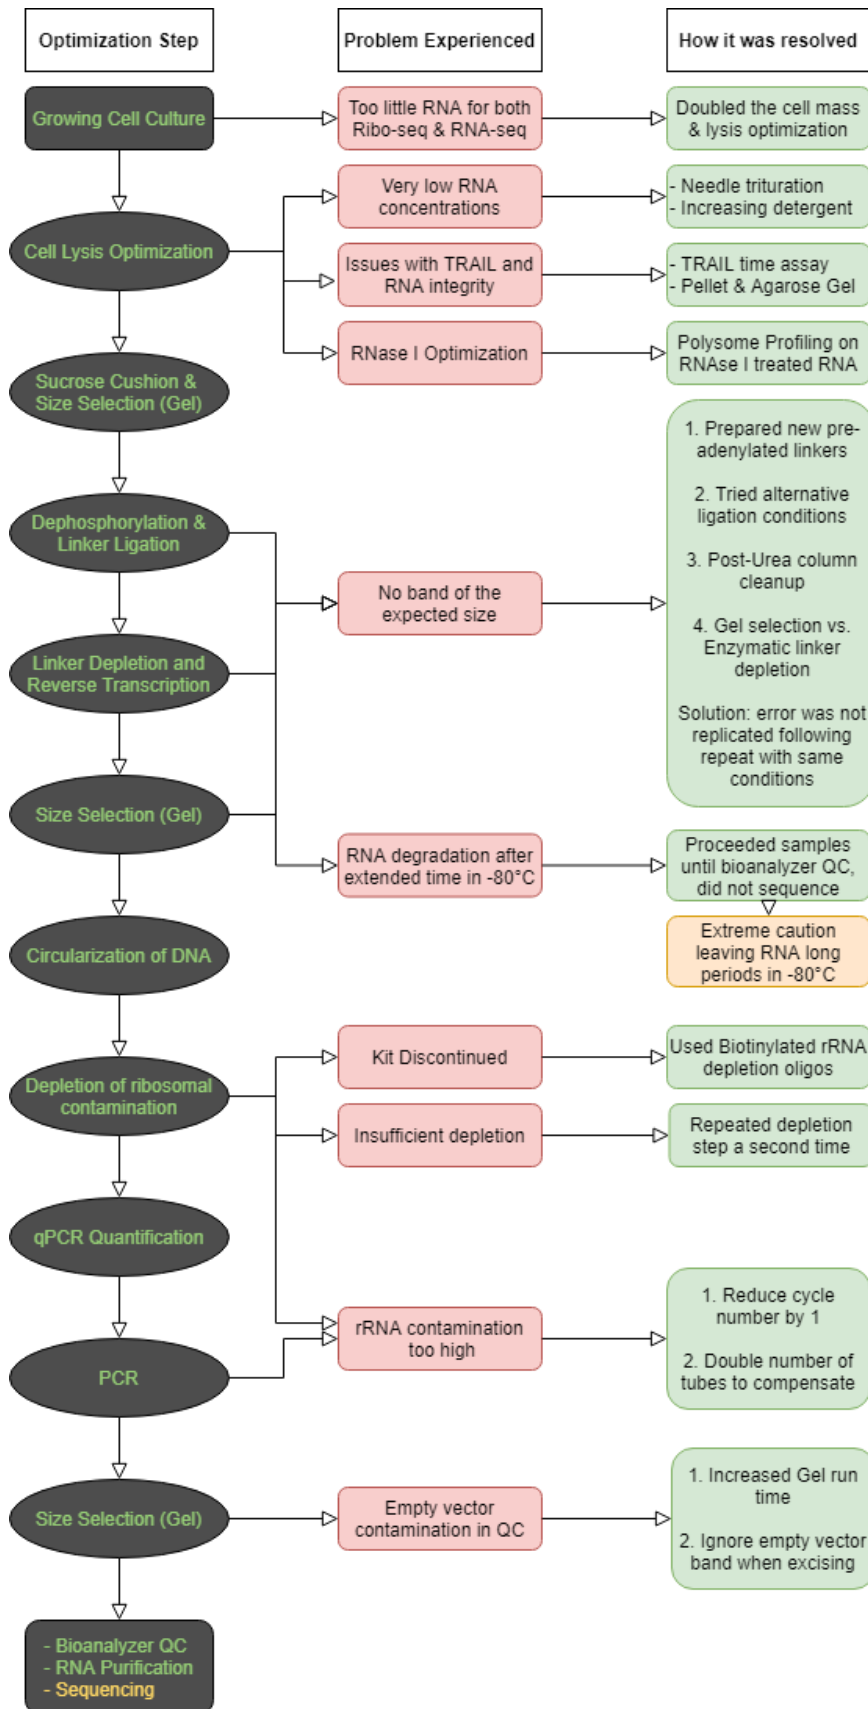 Optimization Step
Problem Experienced
How it was resolved
Growing Cell Culture
Too little RNA for both
Ribo-seq & RNA-seq
Doubled the cell mass
& lysis optimization
Cell Lysis Optimization
Very low RNA
concentrations
- Needle trituration
- Increasing detergent
Issues with TRAIL and
RNA integrity
- TRAIL time assay
- Pellet & Agarose Gel
RNase I Optimization
Polysome Profiling on
RNAse I treated RNA
Sucrose Cushion &
Size Selection (Gel)
Dephosphorylation &
Linker Ligation
No band of the
expected size
1. Prepared new pre-
adenylated linkers
2. Tried alternative
ligation conditions
3. Post-Urea column
cleanup
4. Gel selection vs.
Enzymatic linker
depletion
Solution: error was not
replicated following
repeat with same
conditions
Linker Depletion and
Reverse Transcription
Size Selection (Gel)
RNA degradation after
extended time in -80°C
Proceeded samples
until bioanalyzer QC,
did not sequence
Extreme caution
leaving RNA long
periods in -80°C
Circularization of DNA
Depletion of ribosomal
contamination
Kit Discontinued
Used Biotinylated rRNA
depletion oligos
Insufficient depletion
Repeated depletion
step a second time
qPCR Quantification
rRNA contamination
too high
1. Reduce cycle
number by 1
2. Double number of
tubes to compensate
PCR
Size Selection (Gel)
Empty vector
contamination in QC
1. Increased Gel run
time
2. Ignore empty vector
band when excising
- Bioanalyzer QC
- RNA Purification
- Sequencing